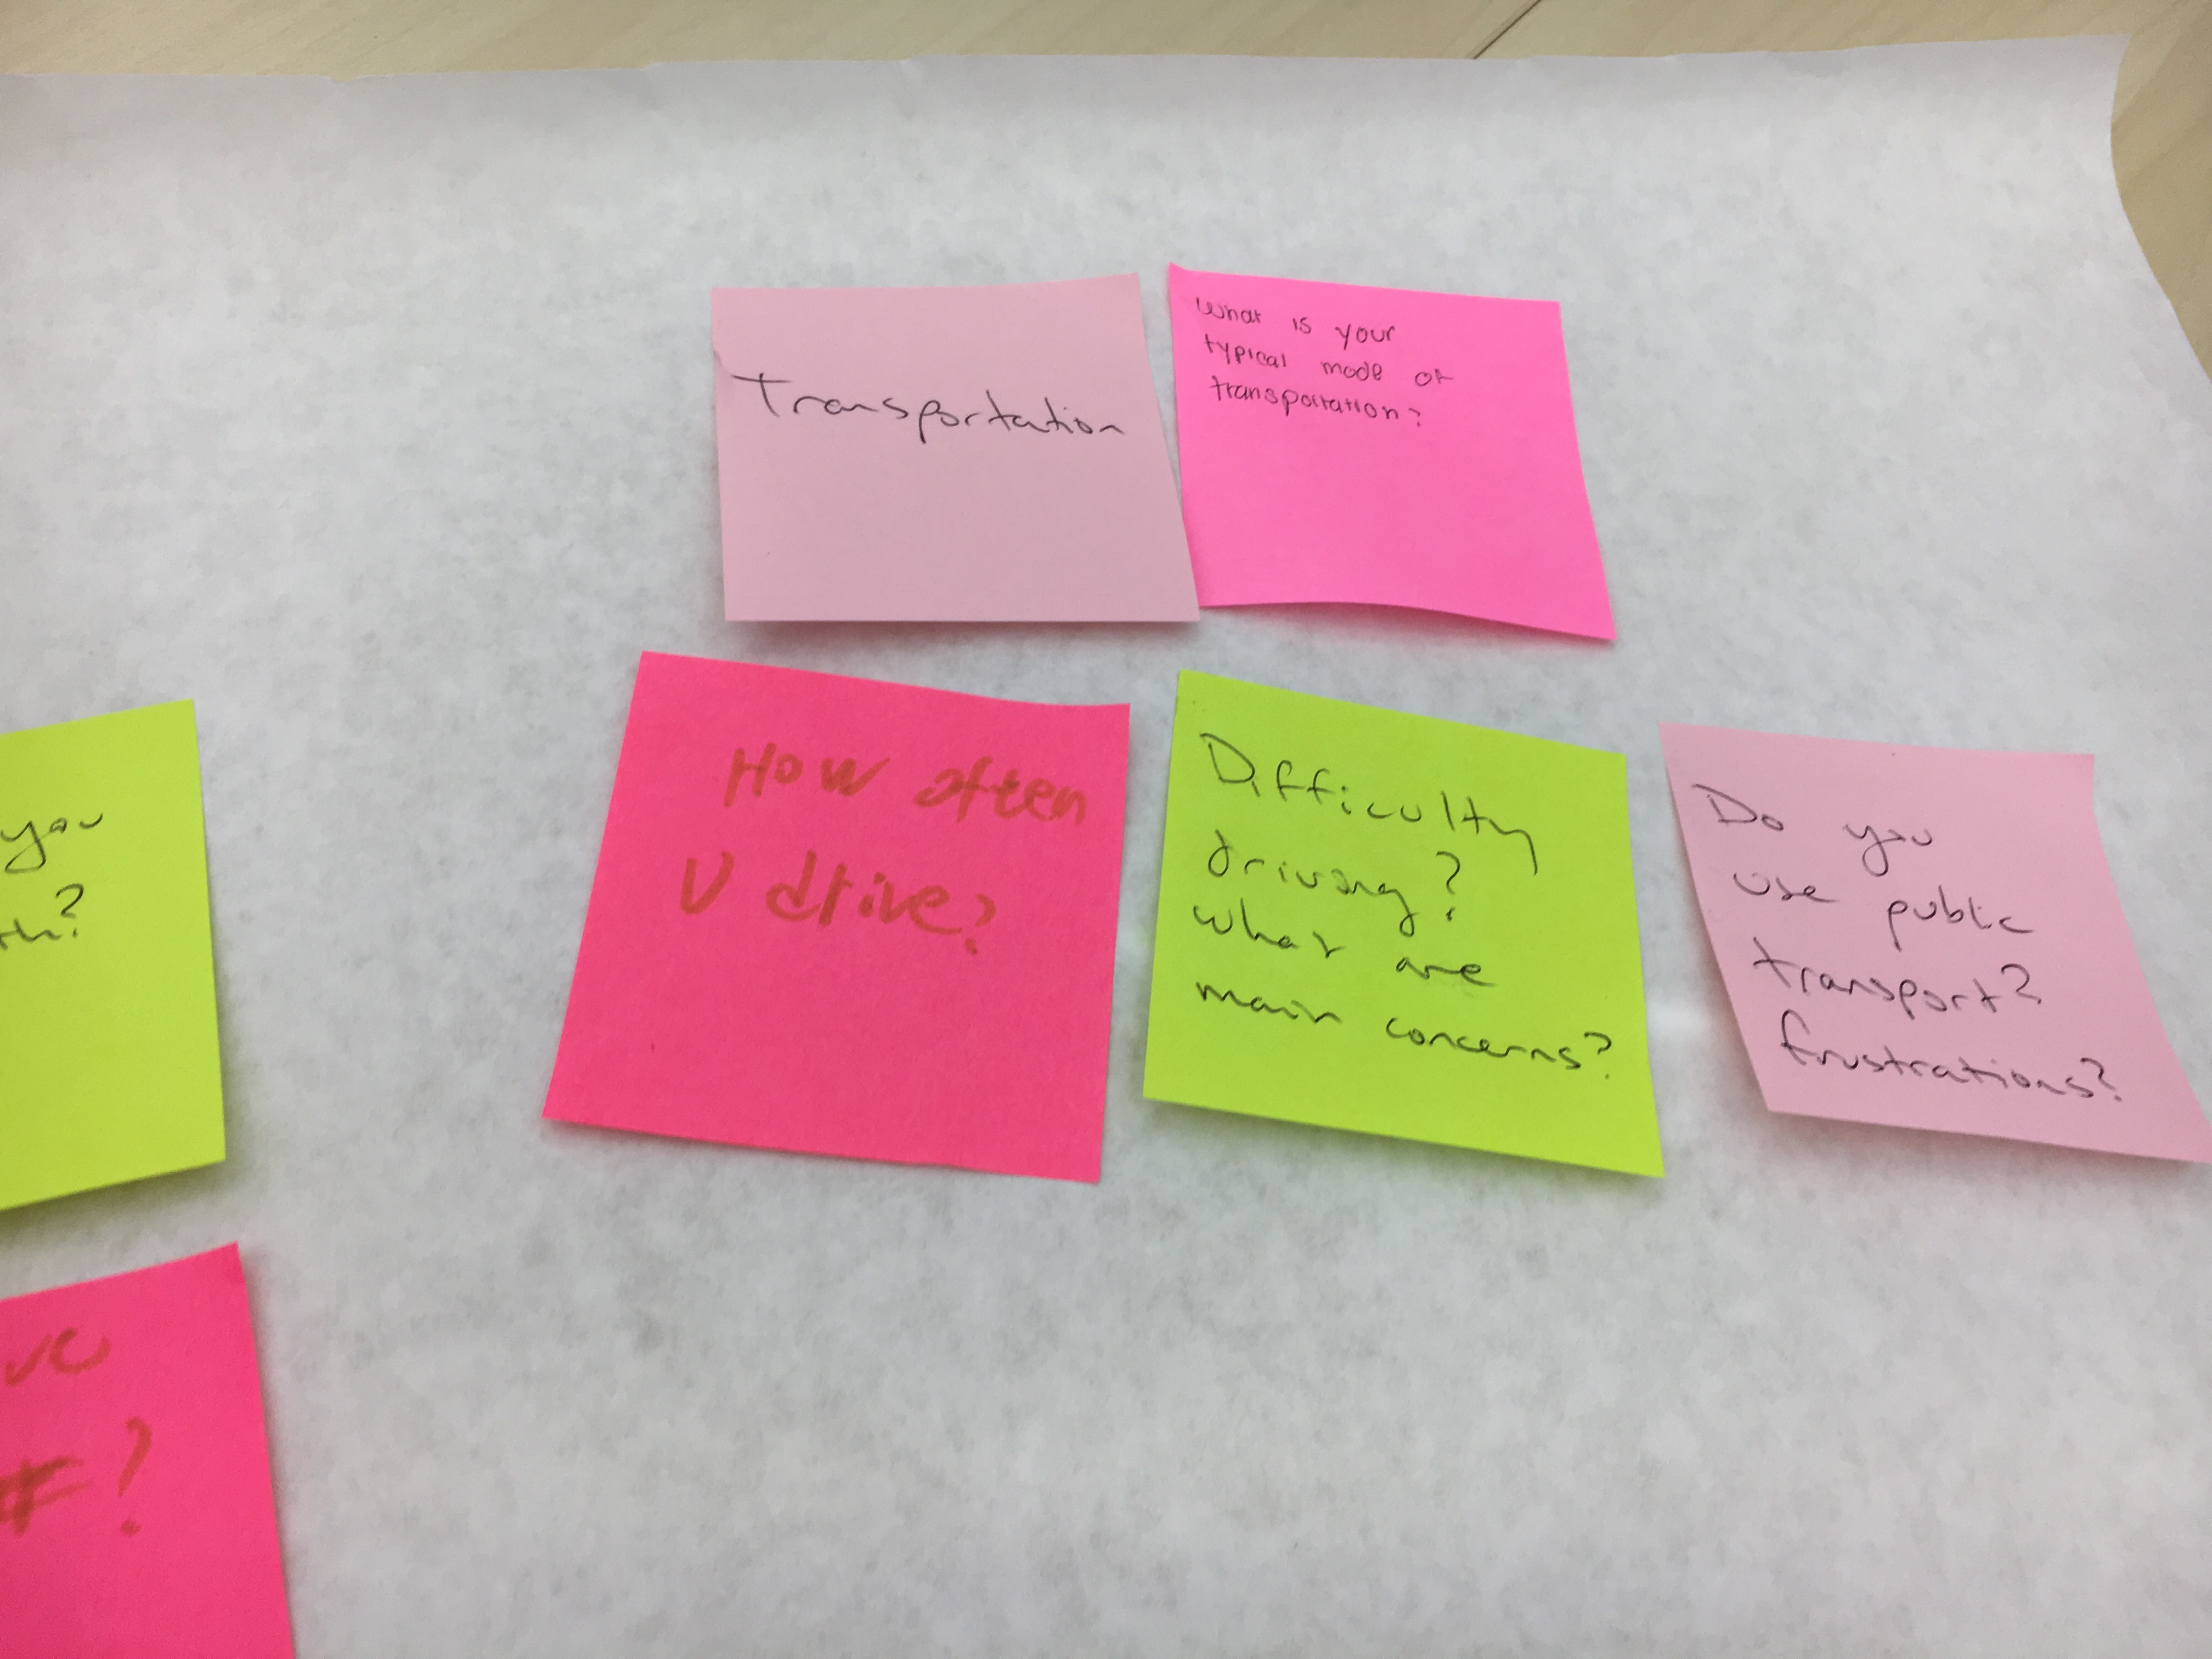 Transportation
What is your
typical mode of
transportation?
How often
U drive?
Difficulty
driving?
what are
main concerns?
Do you
use public
transport?
frustrations?
you